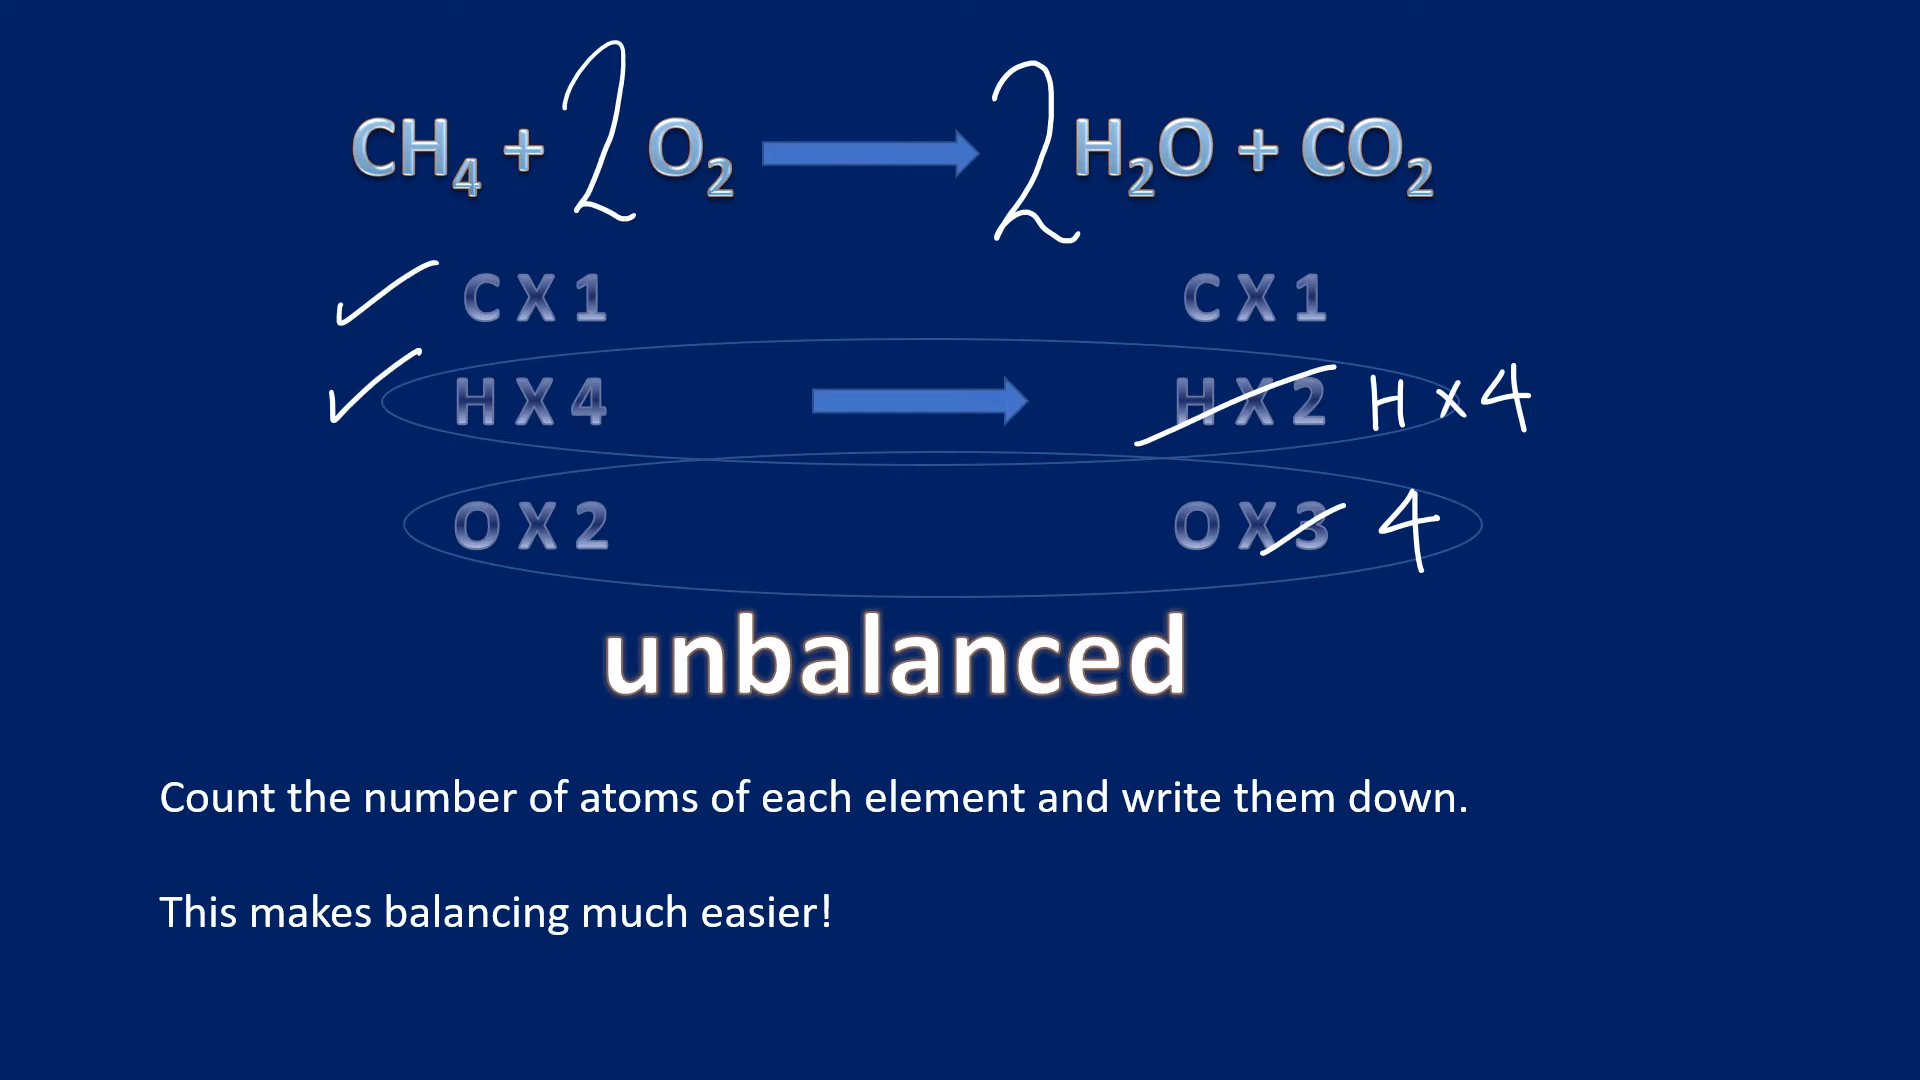 CH₄ + 2 O₂ 2 H₂O + CO₂
C X 1 C X 1
H X 4 H X 2 H x 4
O X 2 O X 3 4
unbalanced
Count the number of atoms of each element and write them down.
This makes balancing much easier!